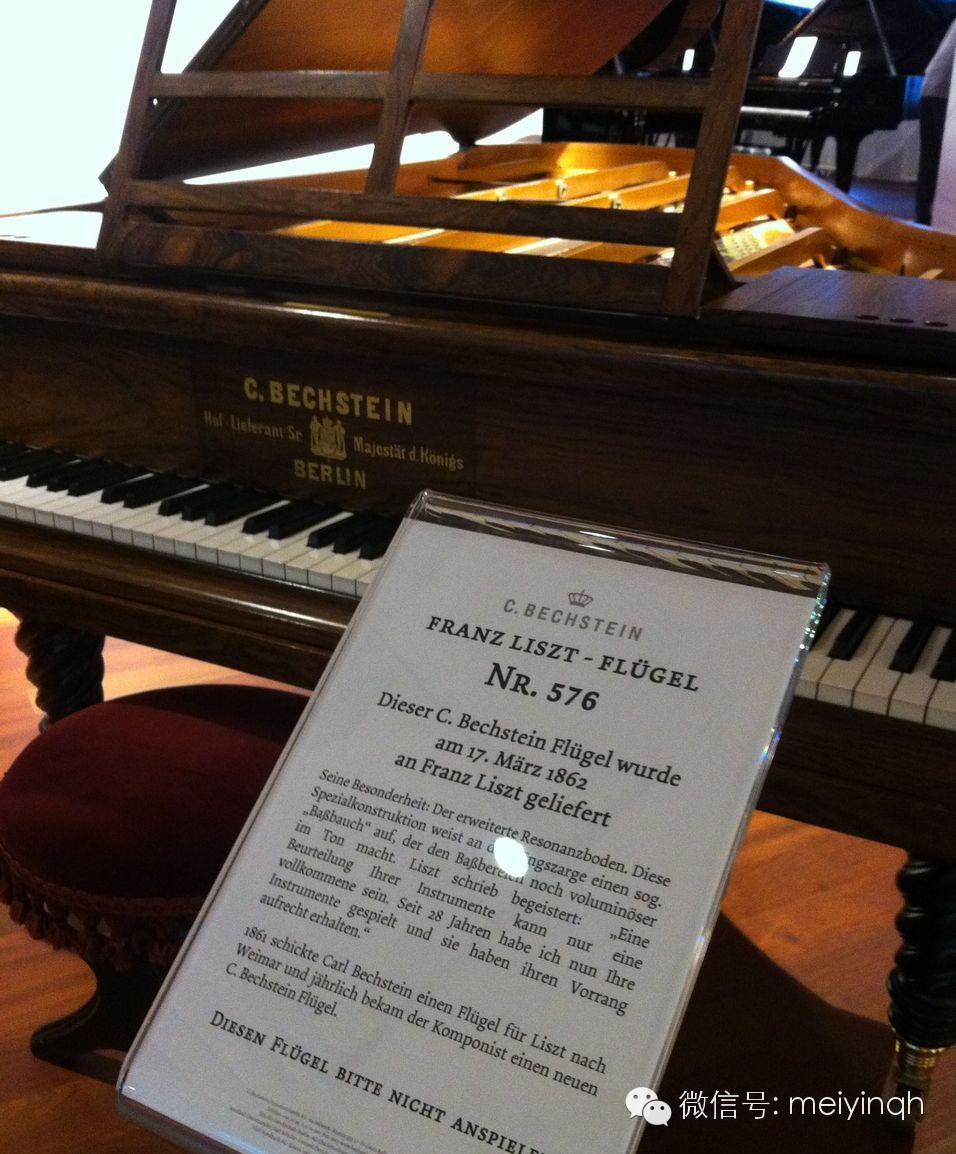 C. BECHSTEIN
Hof-Lieferant Sr. Majestät d. Königs
BERLIN
C. BECHSTEIN
FRANZ LISZT - FLÜGEL
NR. 576
Dieser C. Bechstein Flügel wurde
am 17. März 1862
an Franz Liszt geliefert
Seine Besonderheit: Der erweiterte Resonanzboden. Diese
Spezialkonstruktion weist an d ngszarge einen sog.
„Baßbauch“ auf, der den Baßbereich noch voluminöser
im Ton macht. Liszt schrieb begeistert: „Eine
Beurteilung Ihrer Instrumente kann nur eine
vollkommene sein. Seit 28 Jahren habe ich nun Ihre
Instrumente gespielt und sie haben ihren Vorrang
aufrecht erhalten.“
1861 schickte Carl Bechstein einen Flügel für Liszt nach
Weimar und jährlich bekam der Komponist einen neuen
C. Bechstein Flügel.
DIESEN FLÜGEL BITTE NICHT ANSPIELE
微信号: meiyinqh